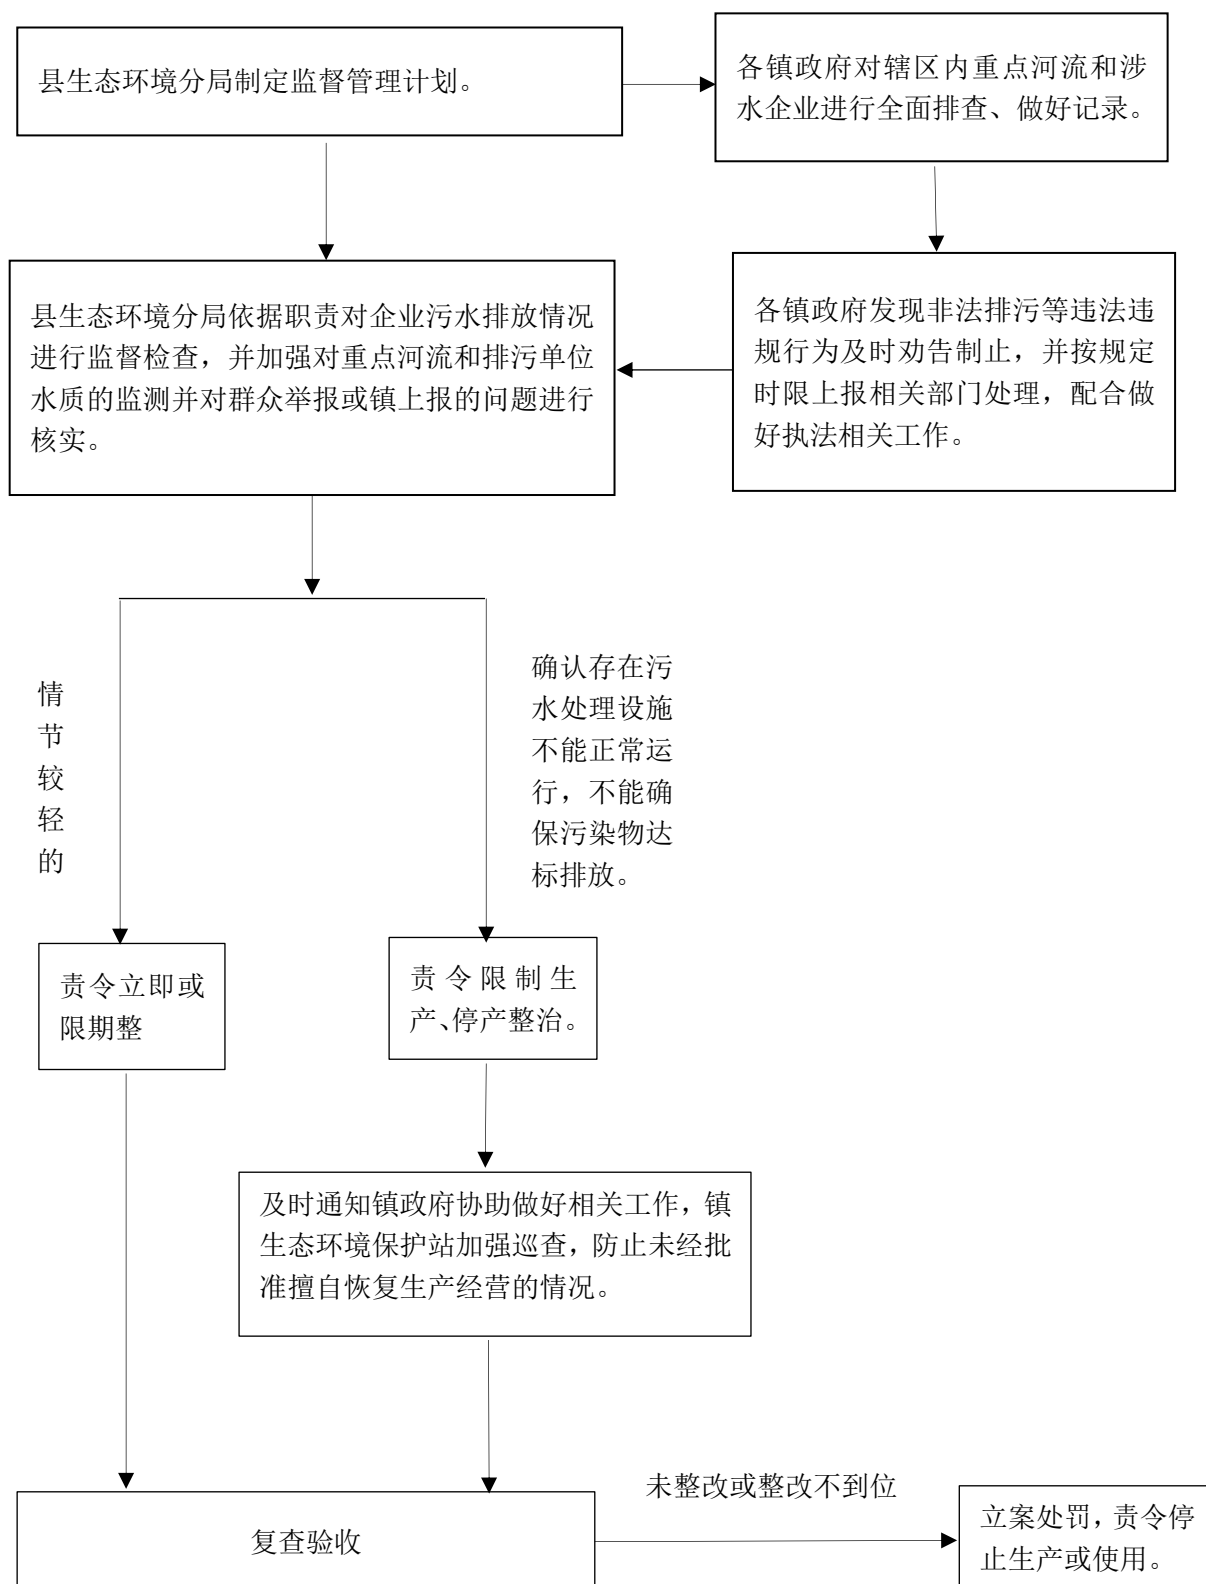 县生态环境分局制定监督管理计划。
各镇政府对辖区内重点河流和涉
水企业进行全面排查、做好记录。
县生态环境分局依据职责对企业污水排放情况
进行监督检查，并加强对重点河流和排污单位
水质的监测并对群众举报或镇上报的问题进行
核实。
各镇政府发现非法排污等违法违
规行为及时劝告制止，并按规定
时限上报相关部门处理，配合做
好执法相关工作。
情
节
较
轻
的
确认存在污
水处理设施
不能正常运
行，不能确
保污染物达
标排放。
责令立即或
限期整
责令限制生
产、停产整治。
及时通知镇政府协助做好相关工作，镇
生态环境保护站加强巡查，防止未经批
准擅自恢复生产经营的情况。
复查验收
未整改或整改不到位
立案处罚，责令停
止生产或使用。